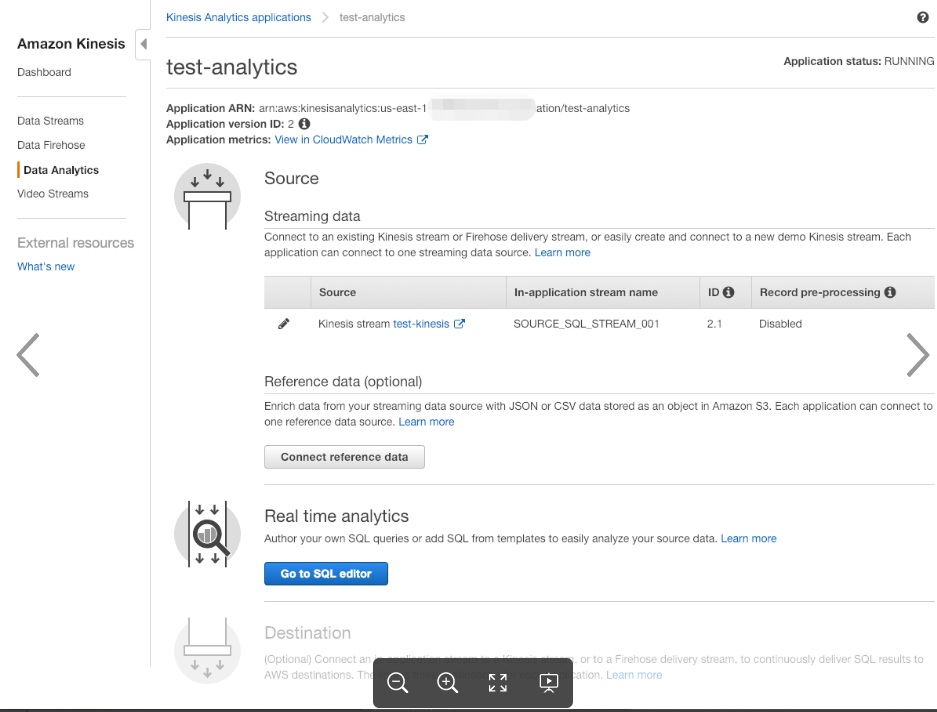 Kinesis Analytics applications > test-analytics
Amazon Kinesis
Dashboard
Data Streams
Data Firehose
Data Analytics
Video Streams
External resources
What's new
test-analytics
Application status: RUNNING
Application ARN: arn:aws:kinesisanalytics:us-east-1 ation/test-analytics
Application version ID: 2
Application metrics: View in CloudWatch Metrics
Source
Streaming data
Connect to an existing Kinesis stream or Firehose delivery stream, or easily create and connect to a new demo Kinesis stream. Each
application can connect to one streaming data source. Learn more
Source In-application stream name ID Record pre-processing
Kinesis stream test-kinesis SOURCE_SQL_STREAM_001 2.1 Disabled
Reference data (optional)
Enrich data from your streaming data source with JSON or CSV data stored as an object in Amazon S3. Each application can connect to
one reference data source. Learn more
Connect reference data
Real time analytics
Author your own SQL queries or add SQL from templates to easily analyze your source data. Learn more
Go to SQL editor
Destination
(Optional) Connect an in-application stream to a Kinesis stream, or to a Firehose delivery stream, to continuously deliver SQL results to
AWS destinations. The Learn more